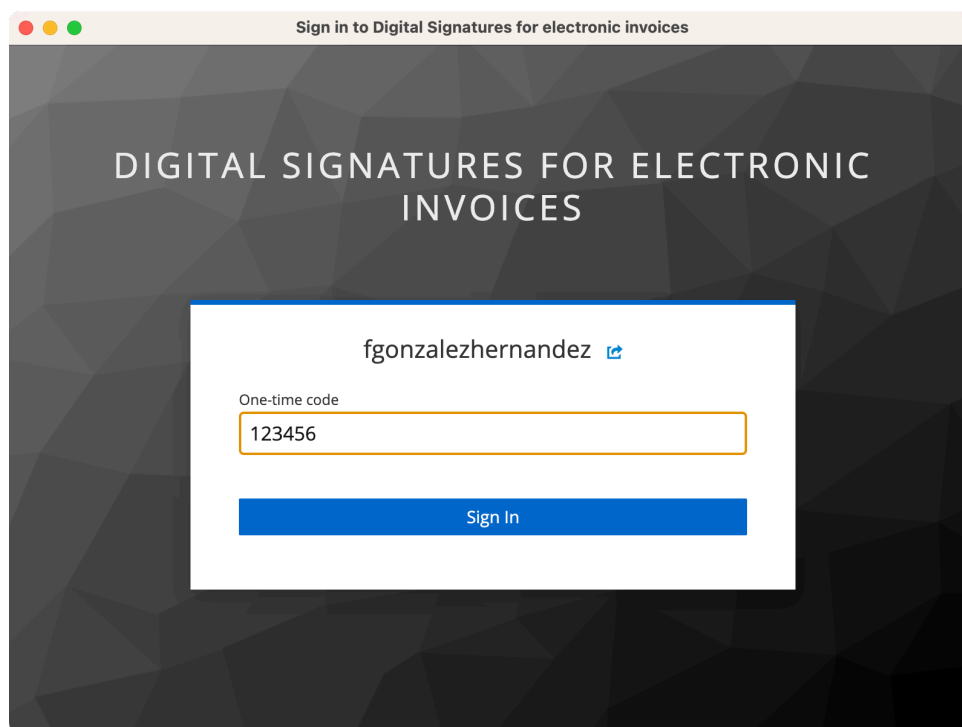 Sign in to Digital Signatures for electronic invoices
DIGITAL SIGNATURES FOR ELECTRONIC
INVOICES
fgonzalezhernandez
One-time code
123456
Sign In